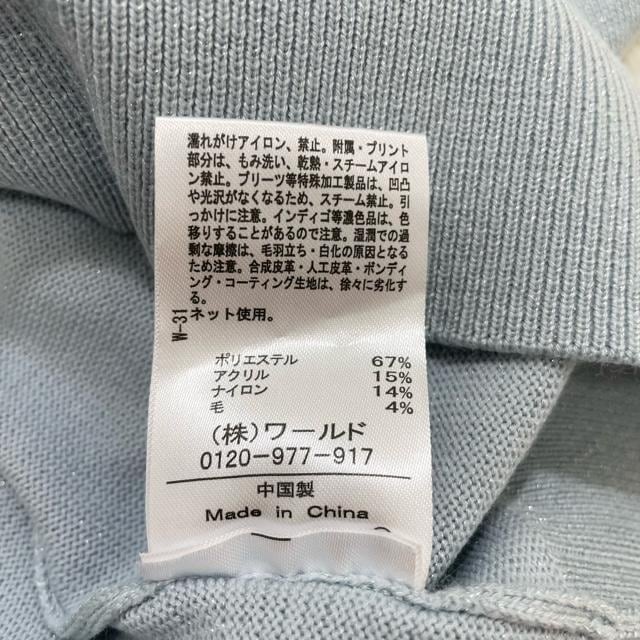 濡れがけアイロン、禁止。附属・プリント
部分は、もみ洗い、乾熱・スチームアイロ
ン禁止。プリーツ等特殊加工製品は、凹凸
や光沢がなくなるため、スチーム禁止。引
っかけに注意。インディゴ等濃色品は、色
移りすることがあるので注意。湿潤での過
剰な摩擦は、毛羽立ち・白化の原因となる
ため注意。合成皮革・人工皮革・ボンディ
ング・コーティング生地は、徐々に劣化す
る。
ネット使用。
W-31
ポリエステル 67%
アクリル 15%
ナイロン 14%
毛 4%
(株)ワールド
0120-977-917
中国製
Made in China